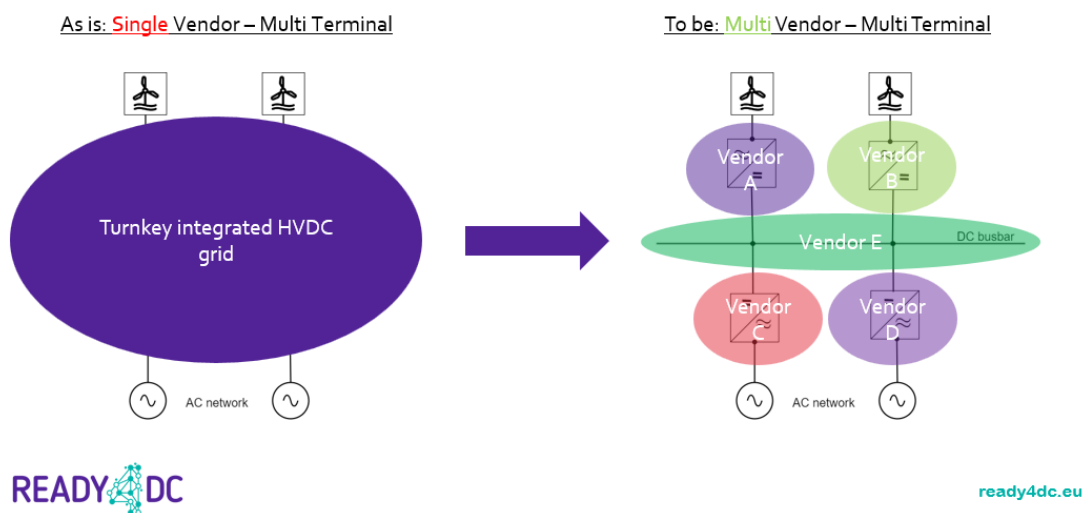 As is: Single Vendor – Multi Terminal
To be: Multi Vendor – Multi Terminal
Turnkey integrated HVDC
grid
AC network
Vendor
A
Vendor
B
Vendor E
DC busbar
Vendor
C
Vendor
D
AC network
READY4DC
ready4dc.eu